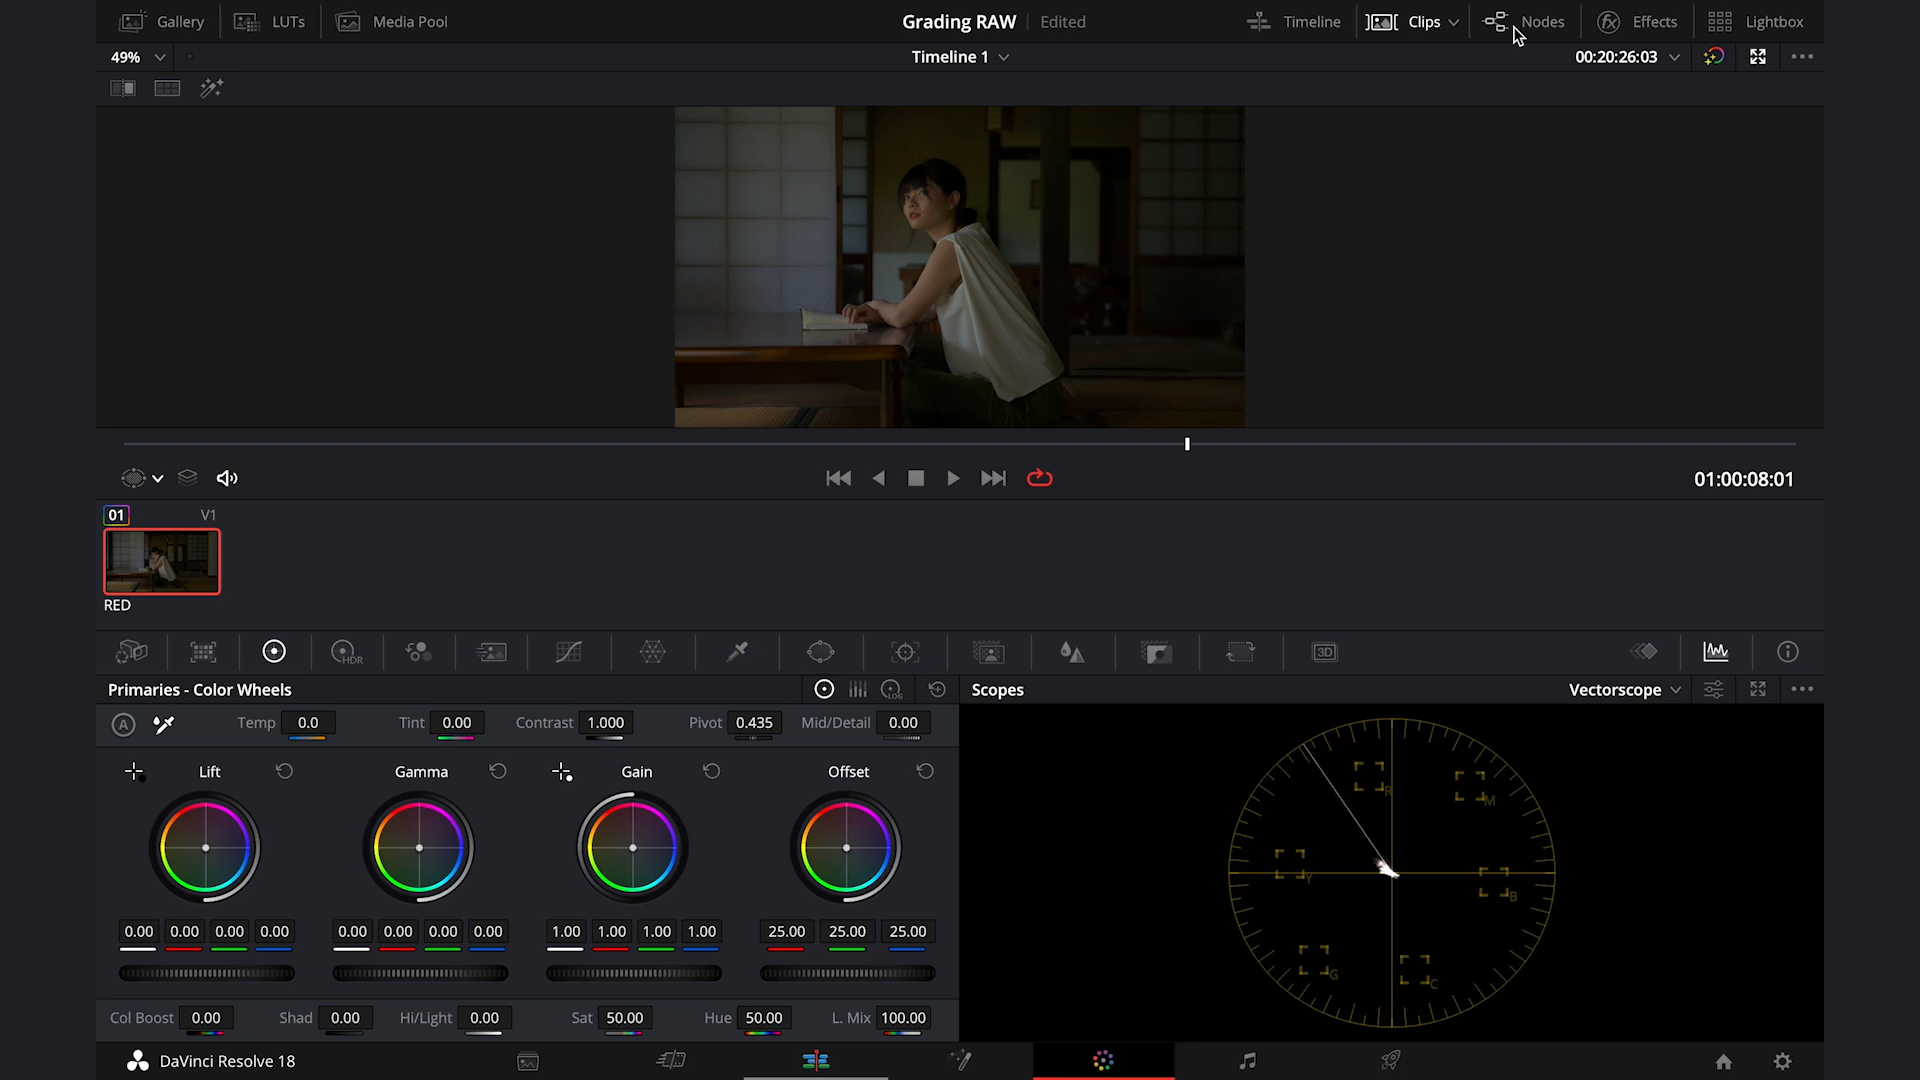 Gallery LUTs Media Pool Grading RAW Edited Timeline Clips Nodes Effects Lightbox
49% Timeline 1 00:20:26:03
01:00:08:01
01 V1
RED
HDR 3D
Primaries - Color Wheels LOG Scopes Vectorscope
A Temp 0.0 Tint 0.00 Contrast 1.000 Pivot 0.435 Mid/Detail 0.00
Lift Gamma Gain Offset
R M Y B G C
0.00 0.00 0.00 0.00 0.00 0.00 0.00 0.00 1.00 1.00 1.00 1.00 25.00 25.00 25.00
Col Boost 0.00 Shad 0.00 Hi/Light 0.00 Sat 50.00 Hue 50.00 L. Mix 100.00
DaVinci Resolve 18